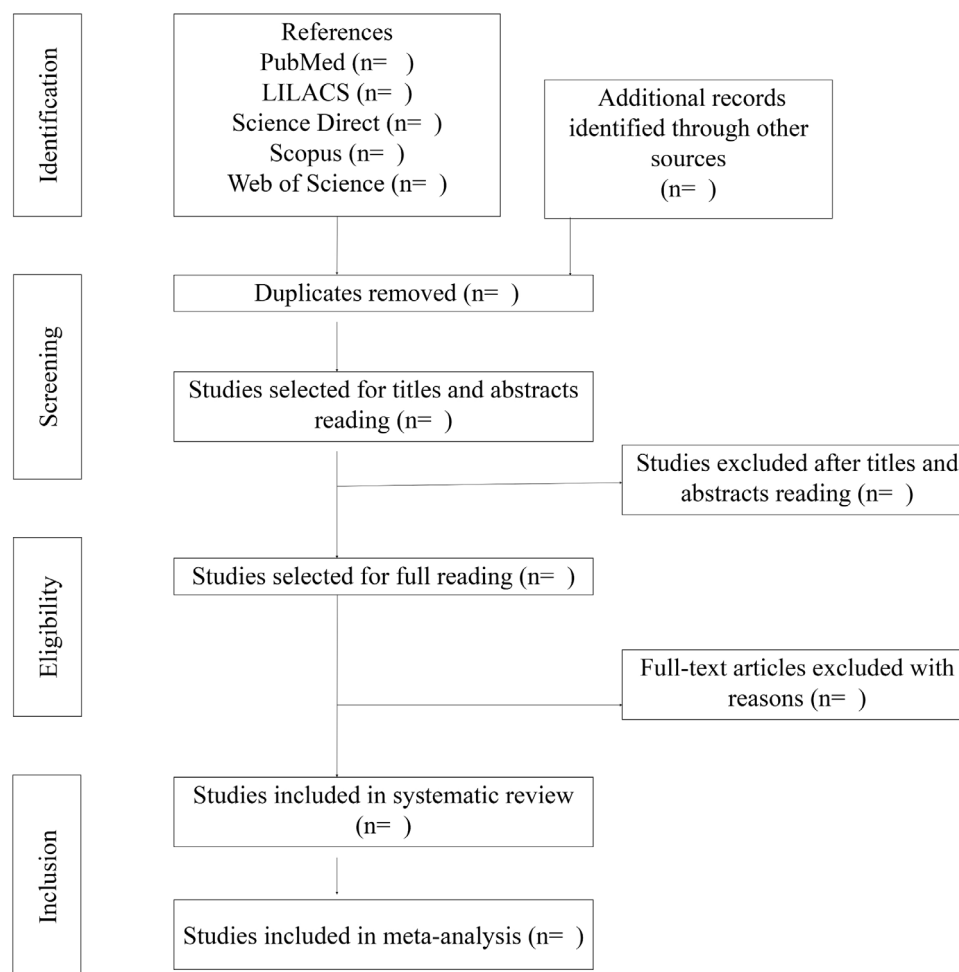 Identification
References
PubMed (n=   )
LILACS (n=  )
Science Direct (n=  )
Scopus (n=  )
Web of Science (n=  )
Additional records
identified through other
sources
(n=  )
Screening
Duplicates removed (n=  )
Studies selected for titles and abstracts
reading (n=  )
Studies excluded after titles and
abstracts reading (n=  )
Eligibility
Studies selected for full reading (n=  )
Full-text articles excluded with
reasons (n=  )
Inclusion
Studies included in systematic review
(n=  )
Studies included in meta-analysis (n=  )